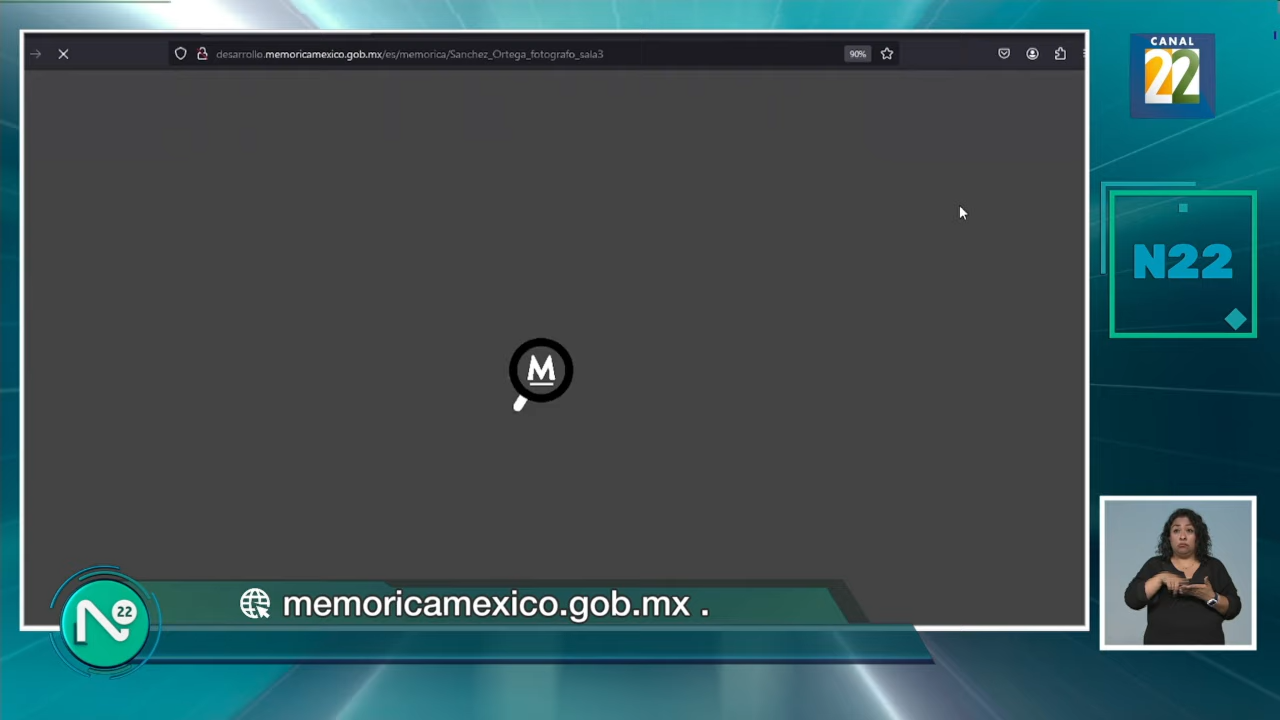 desarrollo.memoricamexico.gob.mx/es/memorica/Sanchez_Ortega_fotografo_sala3
90%
CANAL
22
N22
M
memoricamexico.gob.mx .
N 22